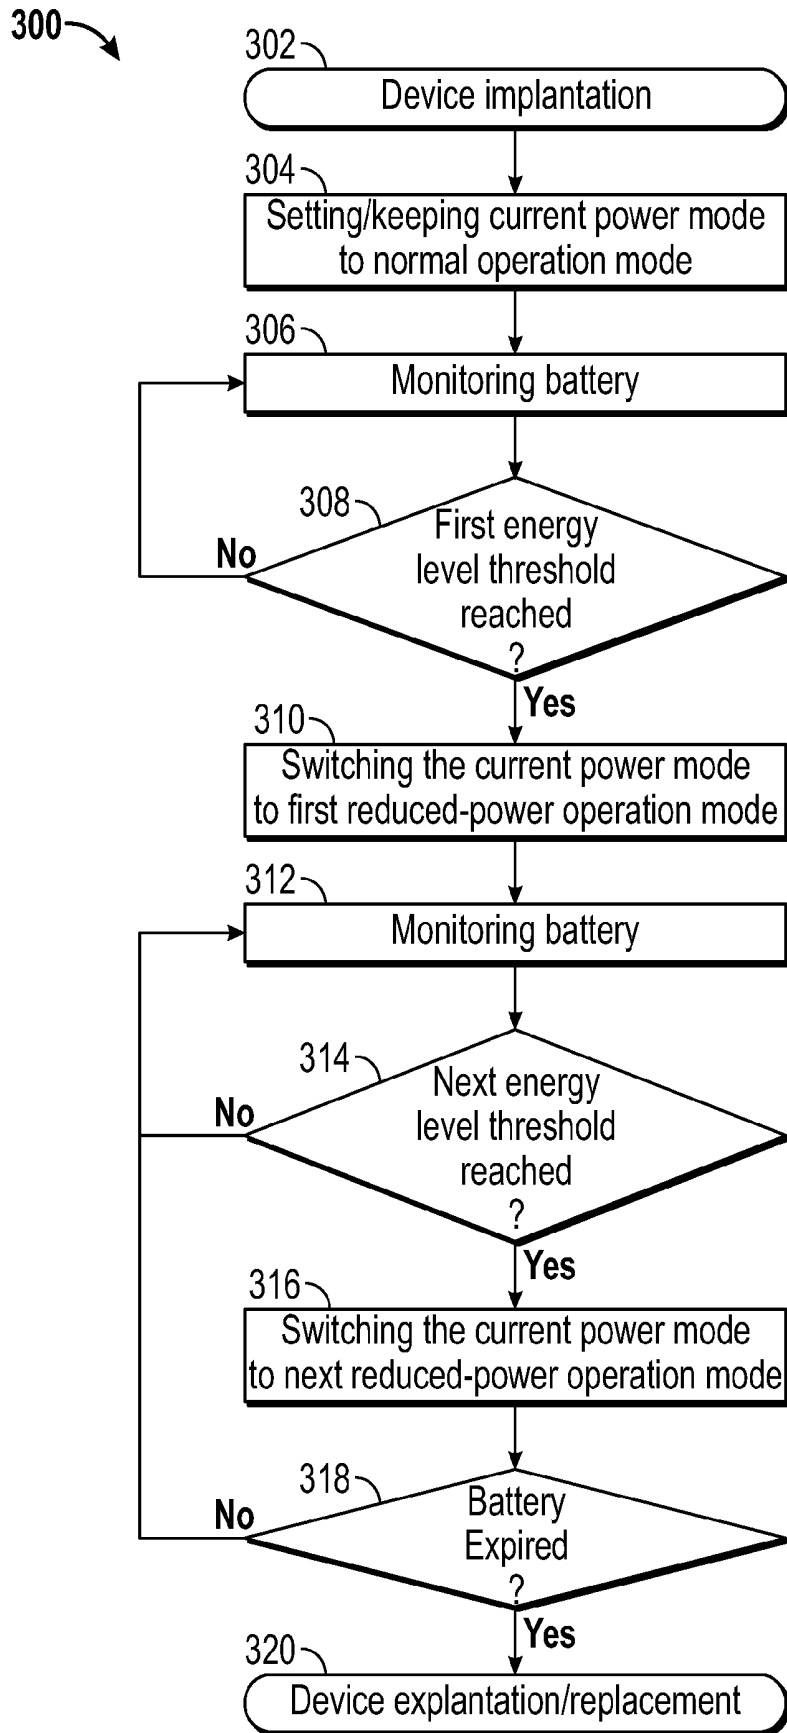 300
302
Device implantation
304
Setting/keeping current power mode
to normal operation mode
306
Monitoring battery
308
First energy
level threshold
reached
?
No
Yes
310
Switching the current power mode
to first reduced-power operation mode
312
Monitoring battery
314
Next energy
level threshold
reached
?
No
Yes
316
Switching the current power mode
to next reduced-power operation mode
318
Battery
Expired
?
No
Yes
320
Device explantation/replacement